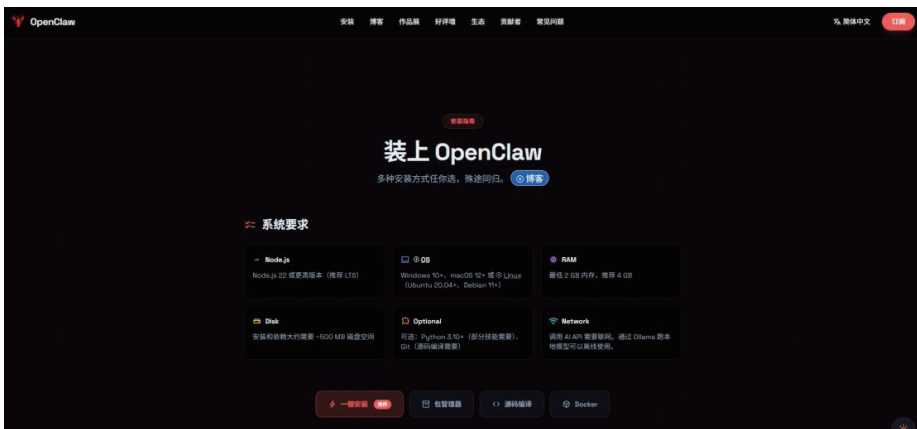 OpenClaw
安装 博客 作品展 好评墙 生态 贡献者 常见问题
简体中文
订阅
安装指南
装上 OpenClaw
多种安装方式任你选，殊途同归。 博客
系统要求
Node.js
Node.js 22 或更高版本（推荐 LTS）
OS
Windows 10+、macOS 12+ 或 Linux
（Ubuntu 20.04+、Debian 11+）
RAM
最低 2 GB 内存，推荐 4 GB
Disk
安装和依赖大约需要 ~500 MB 磁盘空间
Optional
可选：Python 3.10+（部分技能需要）、
Git（源码编译需要）
Network
调用 AI API 需要联网。通过 Ollama 跑本
地模型可以离线使用。
一键安装 推荐
包管理器
源码编译
Docker